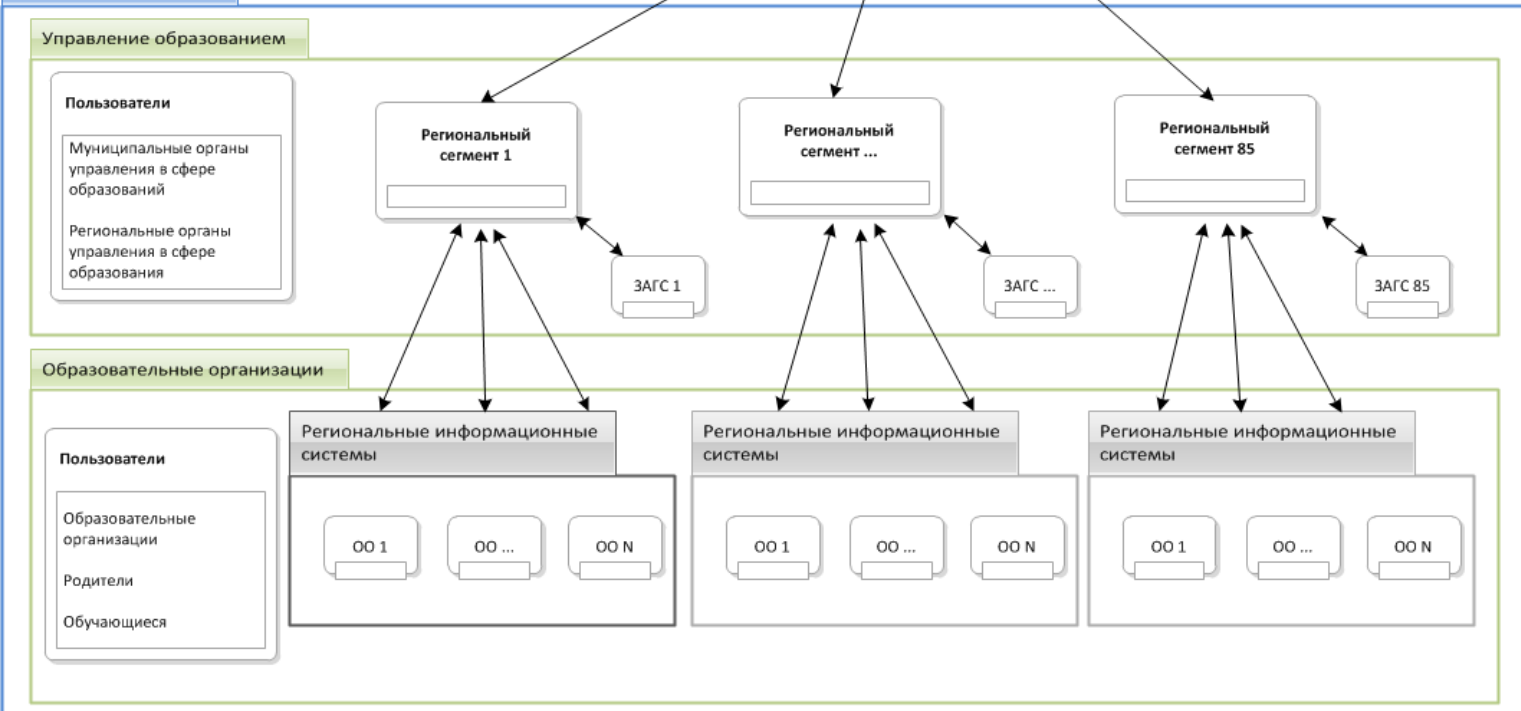 Управление образованием
Пользователи
Муниципальные органы
управления в сфере
образований
Региональные органы
управления в сфере
образования
Региональный
сегмент 1
Региональный
сегмент ...
Региональный
сегмент 85
ЗАГС 1
ЗАГС ...
ЗАГС 85
Образовательные организации
Пользователи
Образовательные
организации
Родители
Обучающиеся
Региональные информационные
системы
ОО 1
ОО ...
ОО N
Региональные информационные
системы
ОО 1
ОО ...
ОО N
Региональные информационные
системы
ОО 1
ОО ...
ОО N